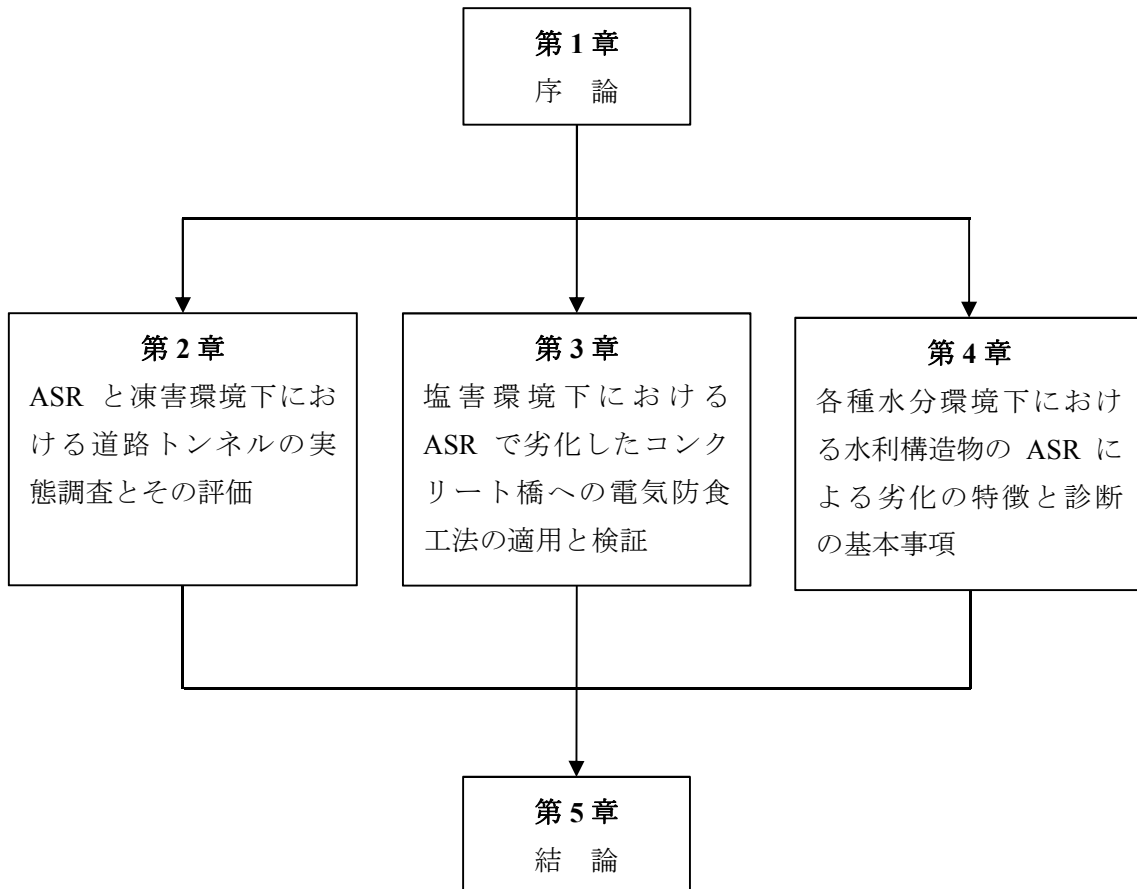 第1章
序　論
第2章
ASR と凍害環境下にお
ける道路トンネルの実
態調査とその評価
第3章
塩害環境下における
ASR で劣化したコンク
リート橋への電気防食
工法の適用と検証
第4章
各種水分環境下におけ
る水利構造物の ASR に
よる劣化の特徴と診断
の基本事項
第5章
結　論